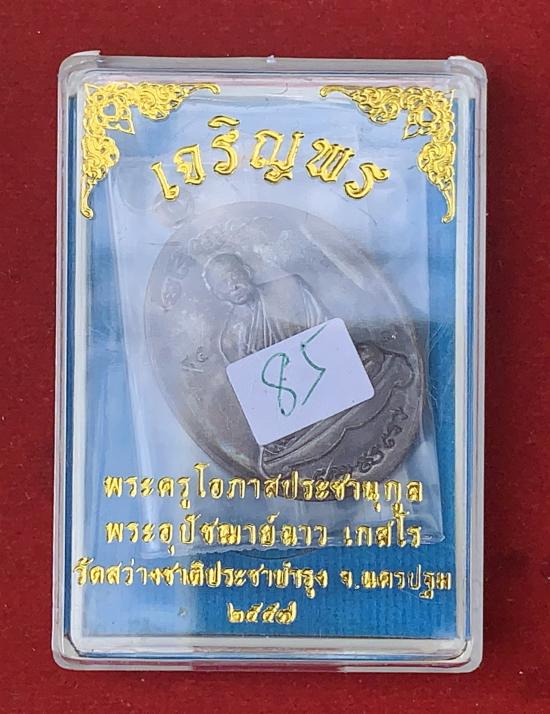 เจริญพร
85
พระครูโอภาสประชานุกูล
พระอุปัชฌาย์ฉาว เกสโร
วัดสว่างชาติประชาบำรุง จ.นครปฐม
๒๕๕๗